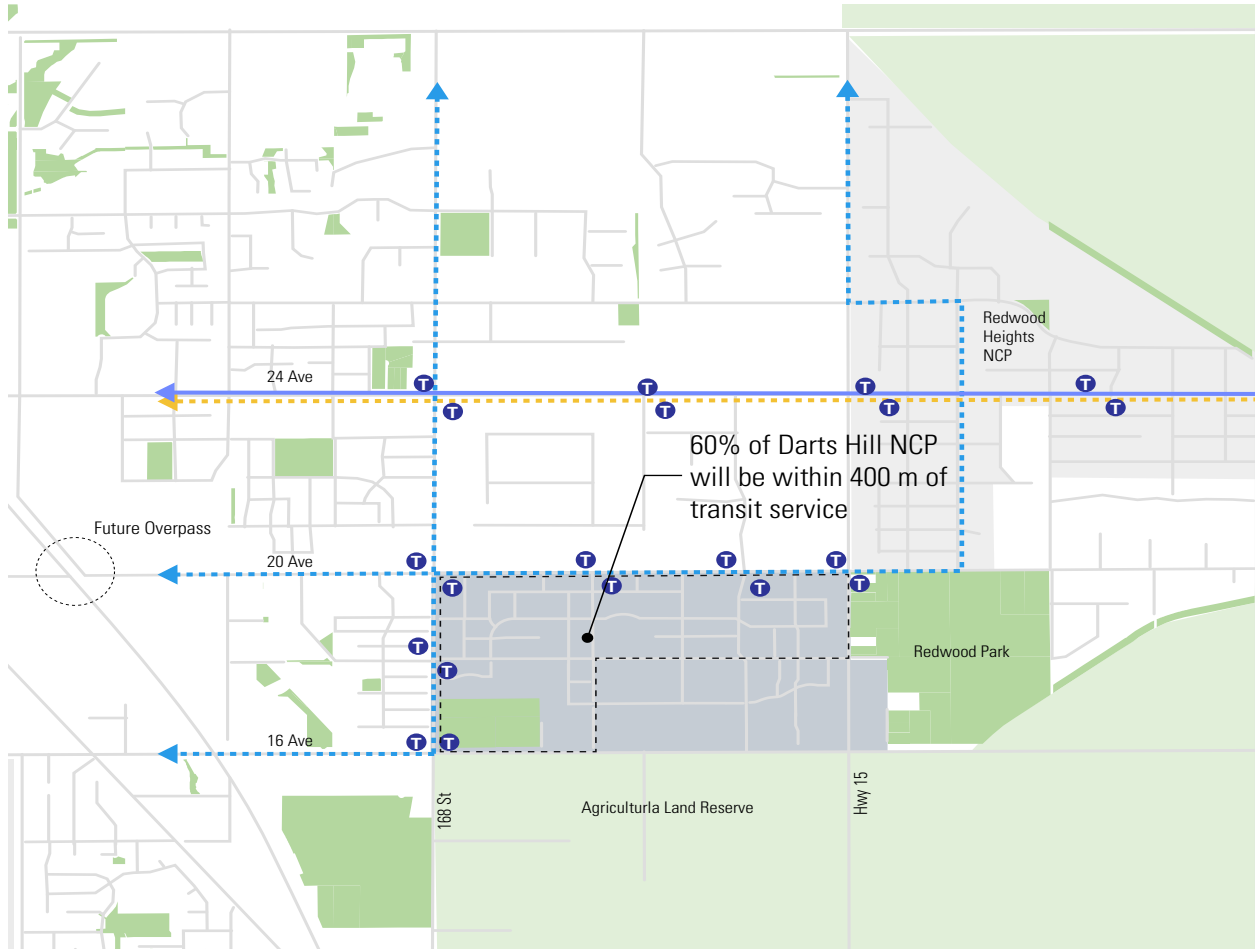 Redwood
Heights
NCP
24 Ave
T
T
T
T
T
T
T
T
60% of Darts Hill NCP
will be within 400 m of
transit service
Future Overpass
20 Ave
T
T
T
T
T
T
T
T
T
T
Redwood Park
16 Ave
T
T
168 St
Agriculturla Land Reserve
Hwy 15